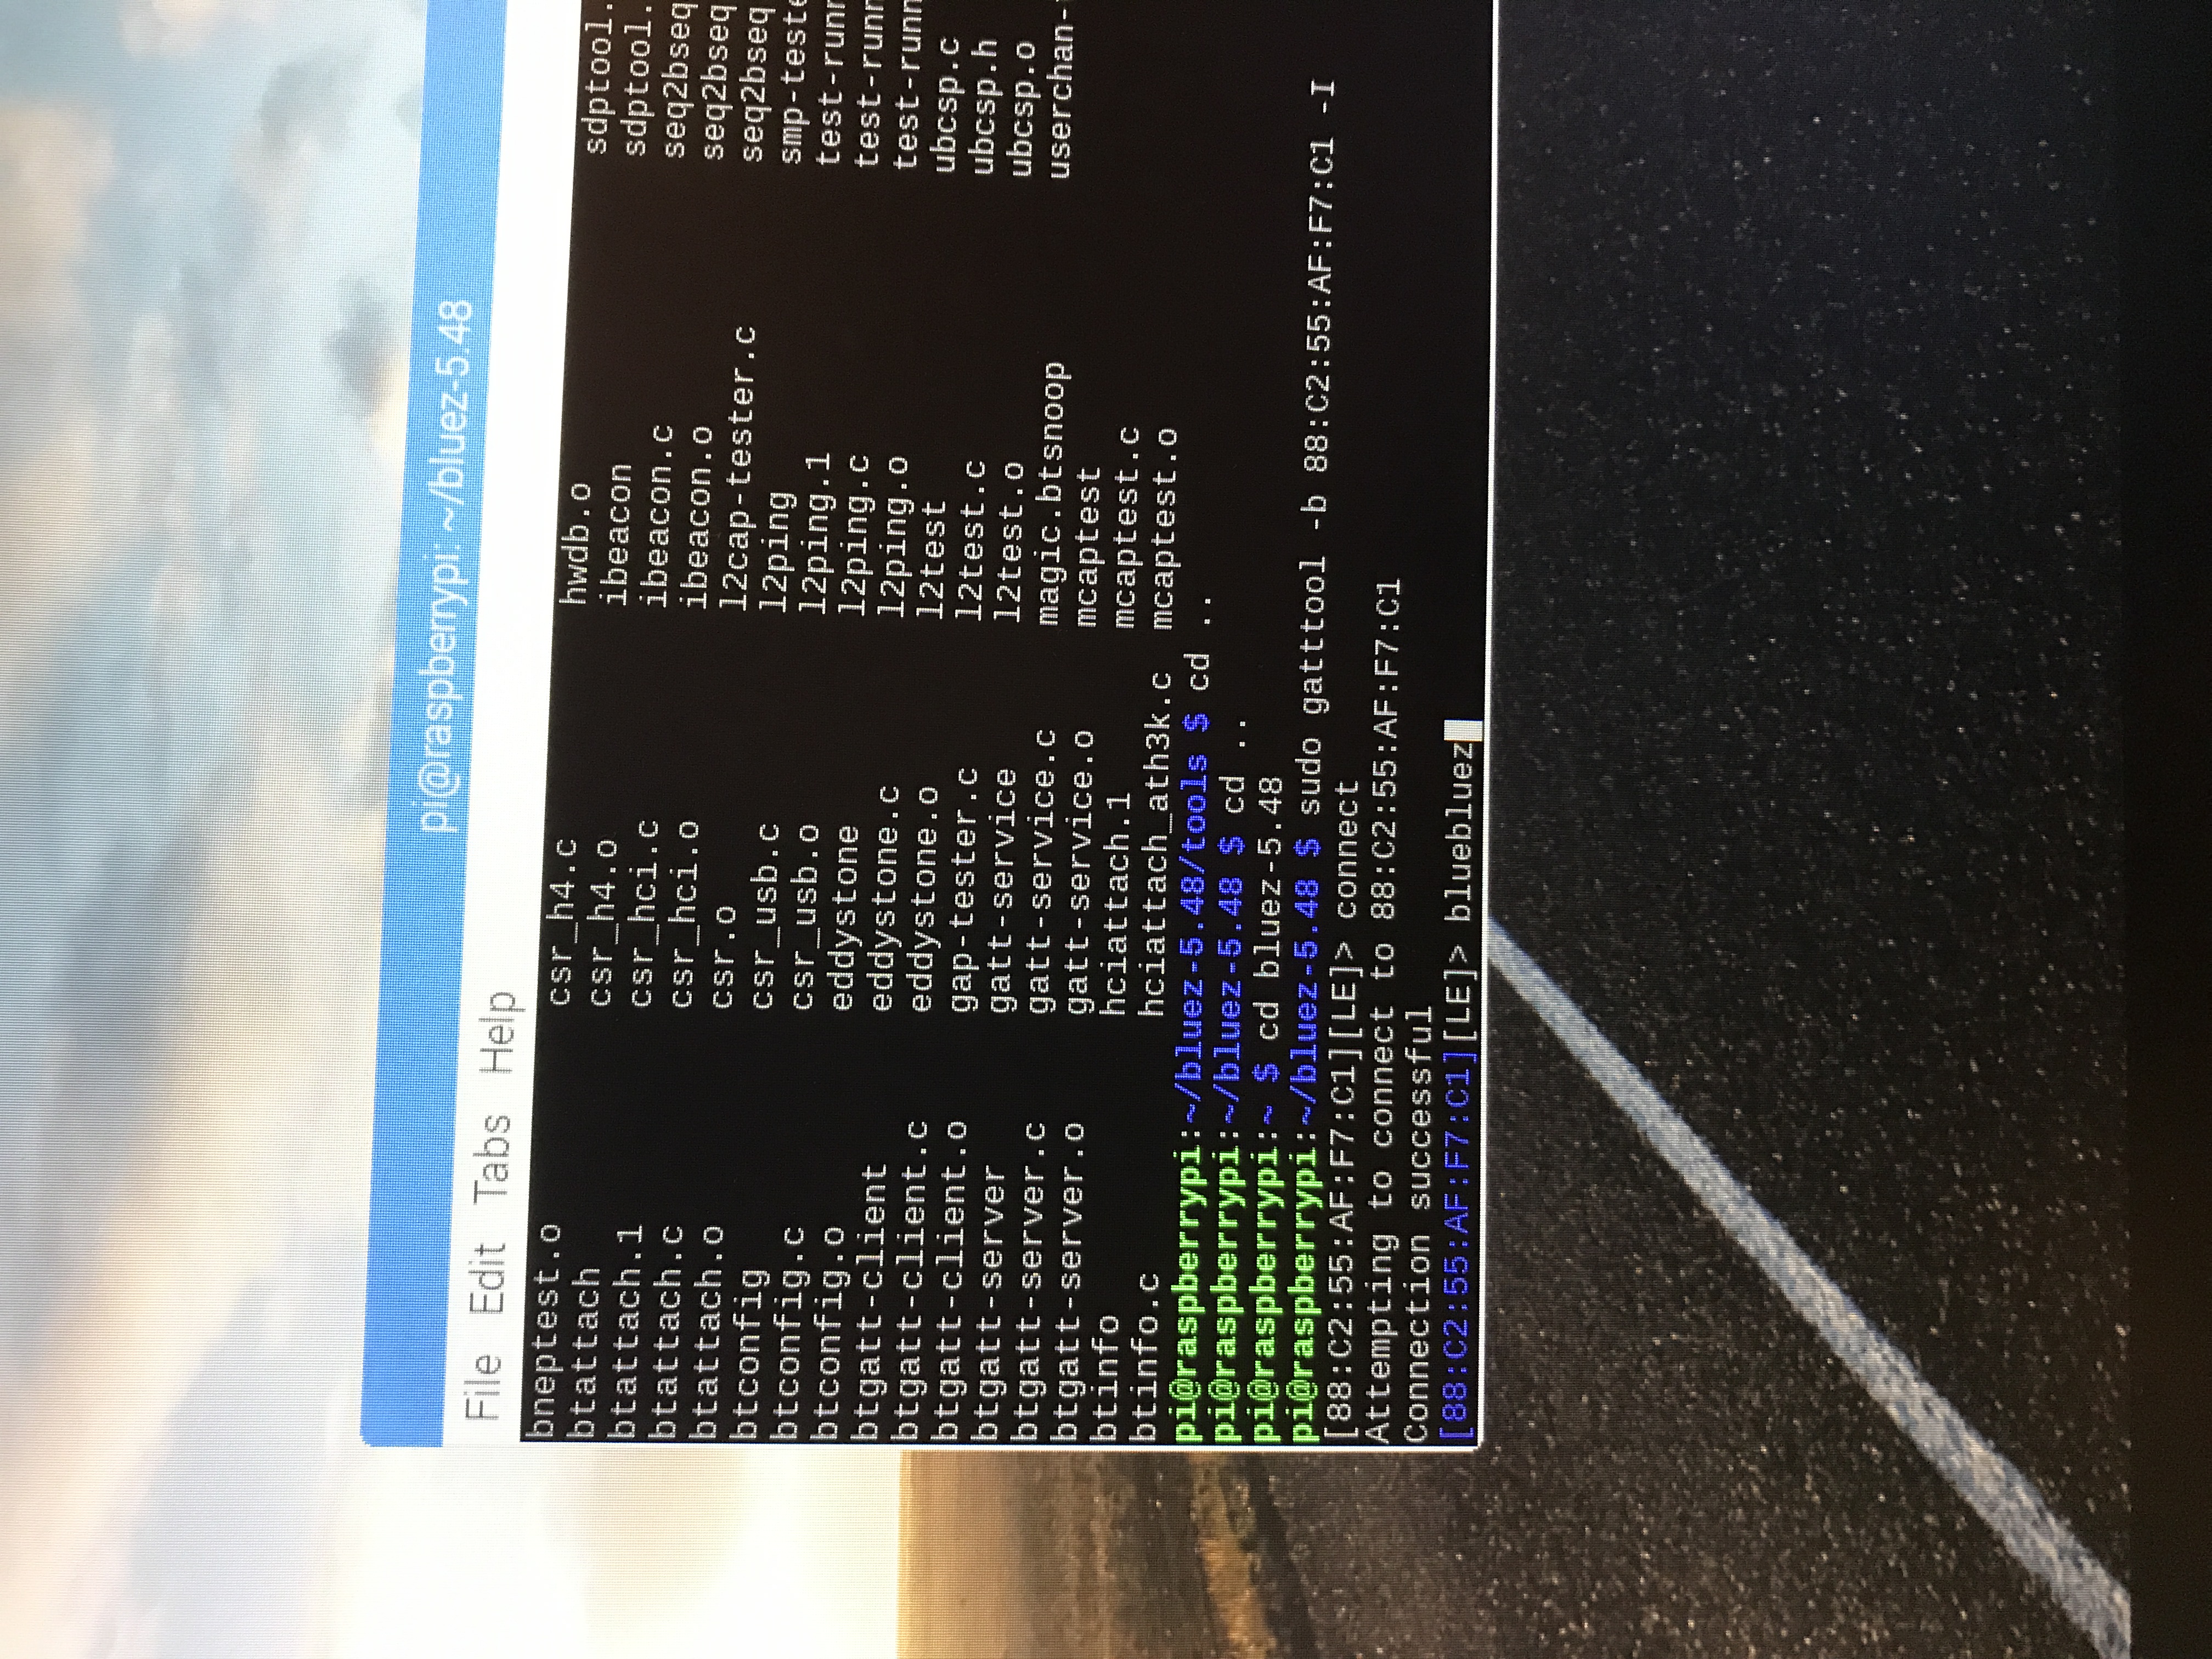 pi@raspberrypi: ~/bluez-5.48
File Edit Tabs Help
bneptest.o csr_h4.c hwdb.o sdptool.
btattach csr_h4.o ibeacon sdptool.
btattach.1 csr_hci.c ibeacon.c seq2bseq
btattach.c csr_hci.o ibeacon.o seq2bseq
btattach.o csr.o l2cap-tester.c seq2bseq
btconfig csr_usb.c l2ping smp-teste
btconfig.c csr_usb.o l2ping.1 test-runn
btconfig.o eddystone l2ping.c test-runn
btgatt-client eddystone.c l2ping.o test-runn
btgatt-client.c eddystone.o l2test ubcsp.c
btgatt-client.o gap-tester.c l2test.c ubcsp.h
btgatt-server gatt-service l2test.o ubcsp.o
btgatt-server.c gatt-service.c magic.btsnoop userchan-
btgatt-server.o gatt-service.o mcaptest
btinfo hciattach.1 mcaptest.c
btinfo.c hciattach_ath3k.c mcaptest.o
pi@raspberrypi:~/bluez-5.48/tools $ cd ..
pi@raspberrypi:~/bluez-5.48 $ cd ..
pi@raspberrypi:~ $ cd bluez-5.48
pi@raspberrypi:~/bluez-5.48 $ sudo gatttool -b 88:C2:55:AF:F7:C1 -I
[88:C2:55:AF:F7:C1][LE]> connect
Attempting to connect to 88:C2:55:AF:F7:C1
Connection successful
[88:C2:55:AF:F7:C1][LE]> bluebluez